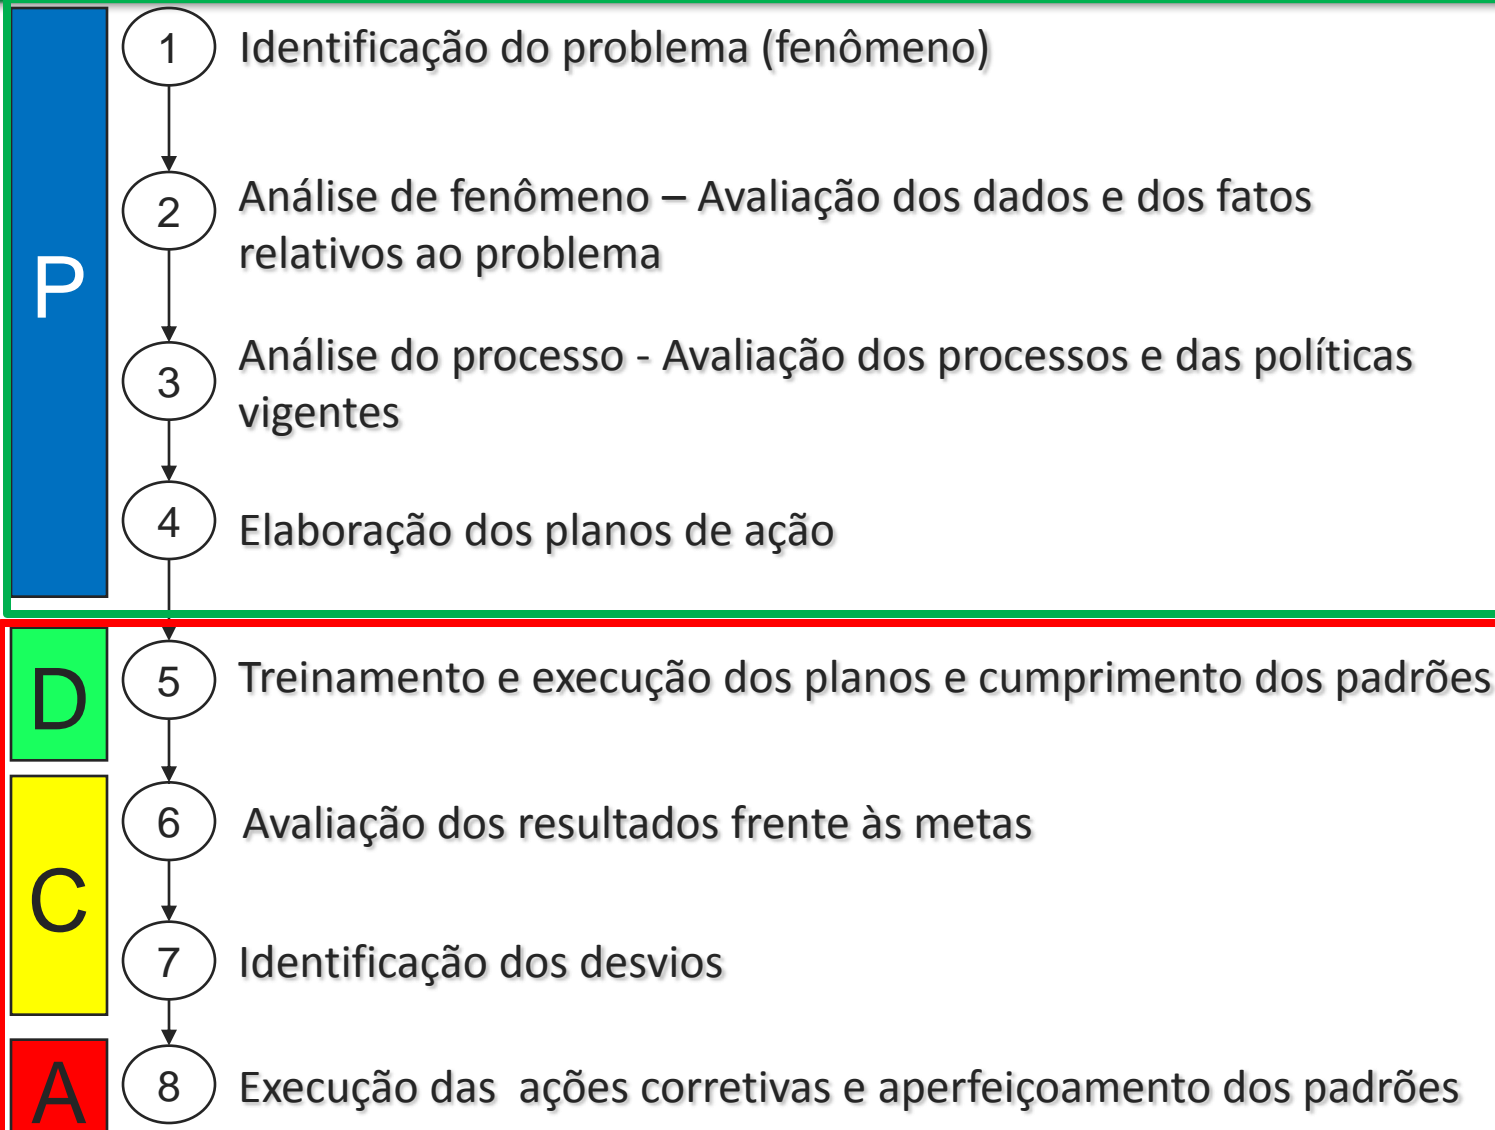 P
1 Identificação do problema (fenômeno)
2 Análise de fenômeno – Avaliação dos dados e dos fatos
relativos ao problema
3 Análise do processo - Avaliação dos processos e das políticas
vigentes
4 Elaboração dos planos de ação
D
5 Treinamento e execução dos planos e cumprimento dos padrões
C
6 Avaliação dos resultados frente às metas
7 Identificação dos desvios
A
8 Execução das  ações corretivas e aperfeiçoamento dos padrões